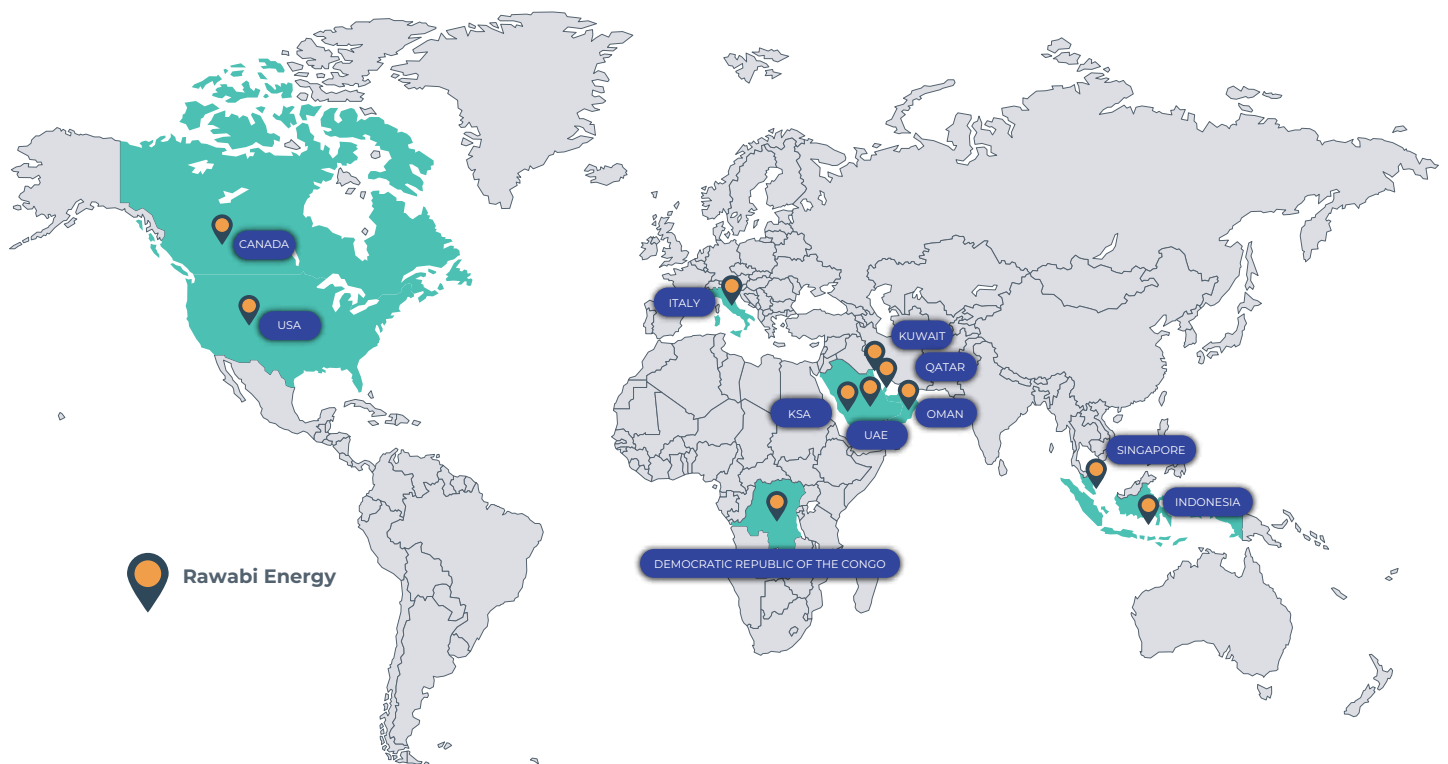 CANADA
USA
ITALY
KUWAIT
QATAR
KSA
OMAN
UAE
SINGAPORE
INDONESIA
DEMOCRATIC REPUBLIC OF THE CONGO
Rawabi Energy